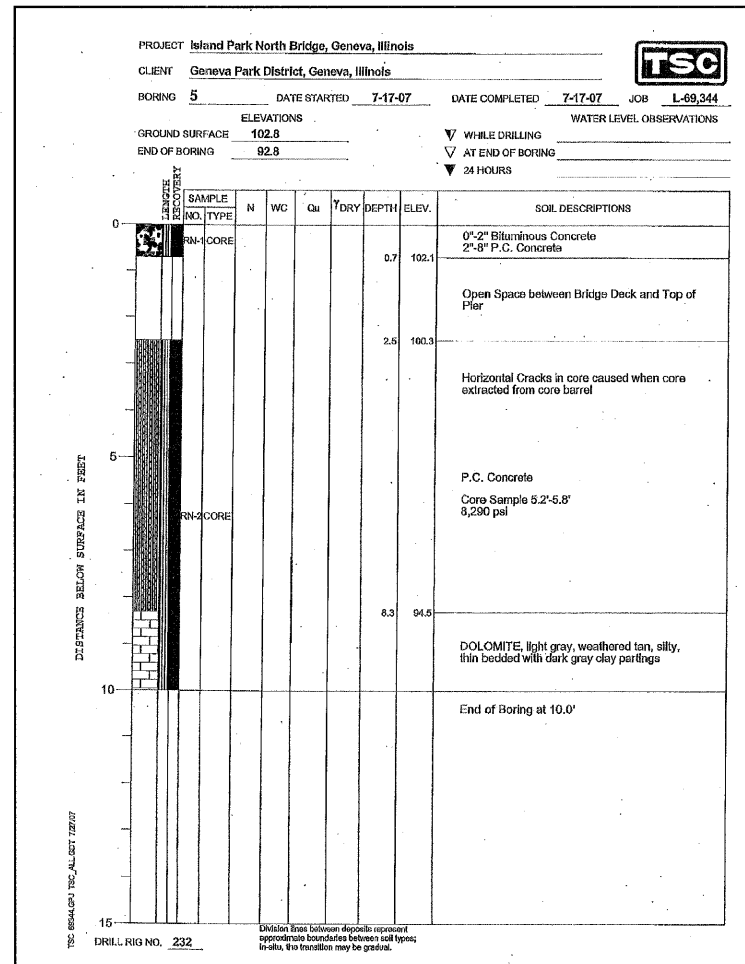 PROJECT Island Park North Bridge, Geneva, Illinois
TSC
CLIENT Geneva Park District, Geneva, Illinois
BORING 5 DATE STARTED 7-17-07 DATE COMPLETED 7-17-07 JOB L-69,344
ELEVATIONS WATER LEVEL OBSERVATIONS
GROUND SURFACE 102.8 WHILE DRILLING
END OF BORING 92.8 AT END OF BORING
24 HOURS
LENGTH
RECOVERY
SAMPLE
NO. TYPE N WC Qu γDRY DEPTH ELEV. SOIL DESCRIPTIONS
0
RN-1 CORE 0"-2" Bituminous Concrete
2"-8" P.C. Concrete
0.7 102.1
Open Space between Bridge Deck and Top of
Pier
2.5 100.3
Horizontal Cracks in core caused when core
extracted from core barrel
5
P.C. Concrete
Core Sample 5.2'-5.8'
8,290 psi
RN-2 CORE
8.3 94.5
DOLOMITE, light gray, weathered tan, silty,
thin bedded with dark gray clay partings
10
End of Boring at 10.0'
15
DISTANCE BELOW SURFACE IN FEET
TSC 69344.GPJ TSC_ALL.GDT 7/27/07
DRILL RIG NO. 232
Division lines between deposits represent
approximate boundaries between soil types;
in-situ, the transition may be gradual.